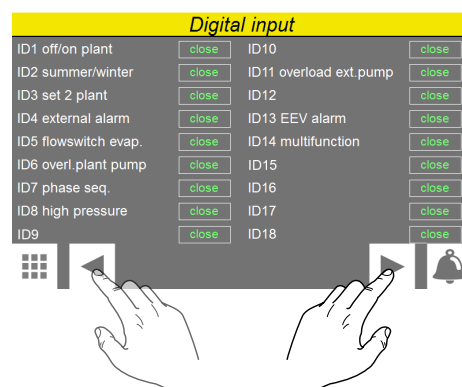 Digital input
ID1 off/on plant close ID10 close
ID2 summer/winter close ID11 overload ext.pump close
ID3 set 2 plant close ID12 close
ID4 external alarm close ID13 EEV alarm close
ID5 flowswitch evap. close ID14 multifunction close
ID6 overl.plant pump close ID15 close
ID7 phase seq. close ID16 close
ID8 high pressure close ID17 close
ID9 close ID18 close